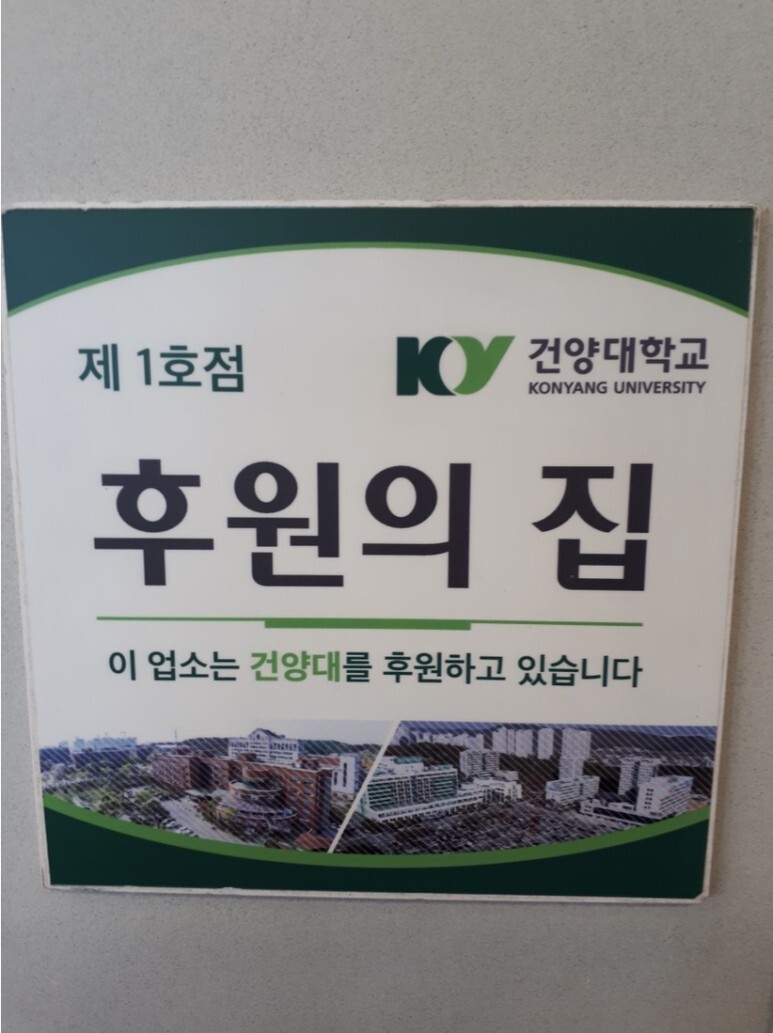 제 1호점
KY 건양대학교
KONYANG UNIVERSITY
후원의 집
이 업소는 건양대를 후원하고 있습니다